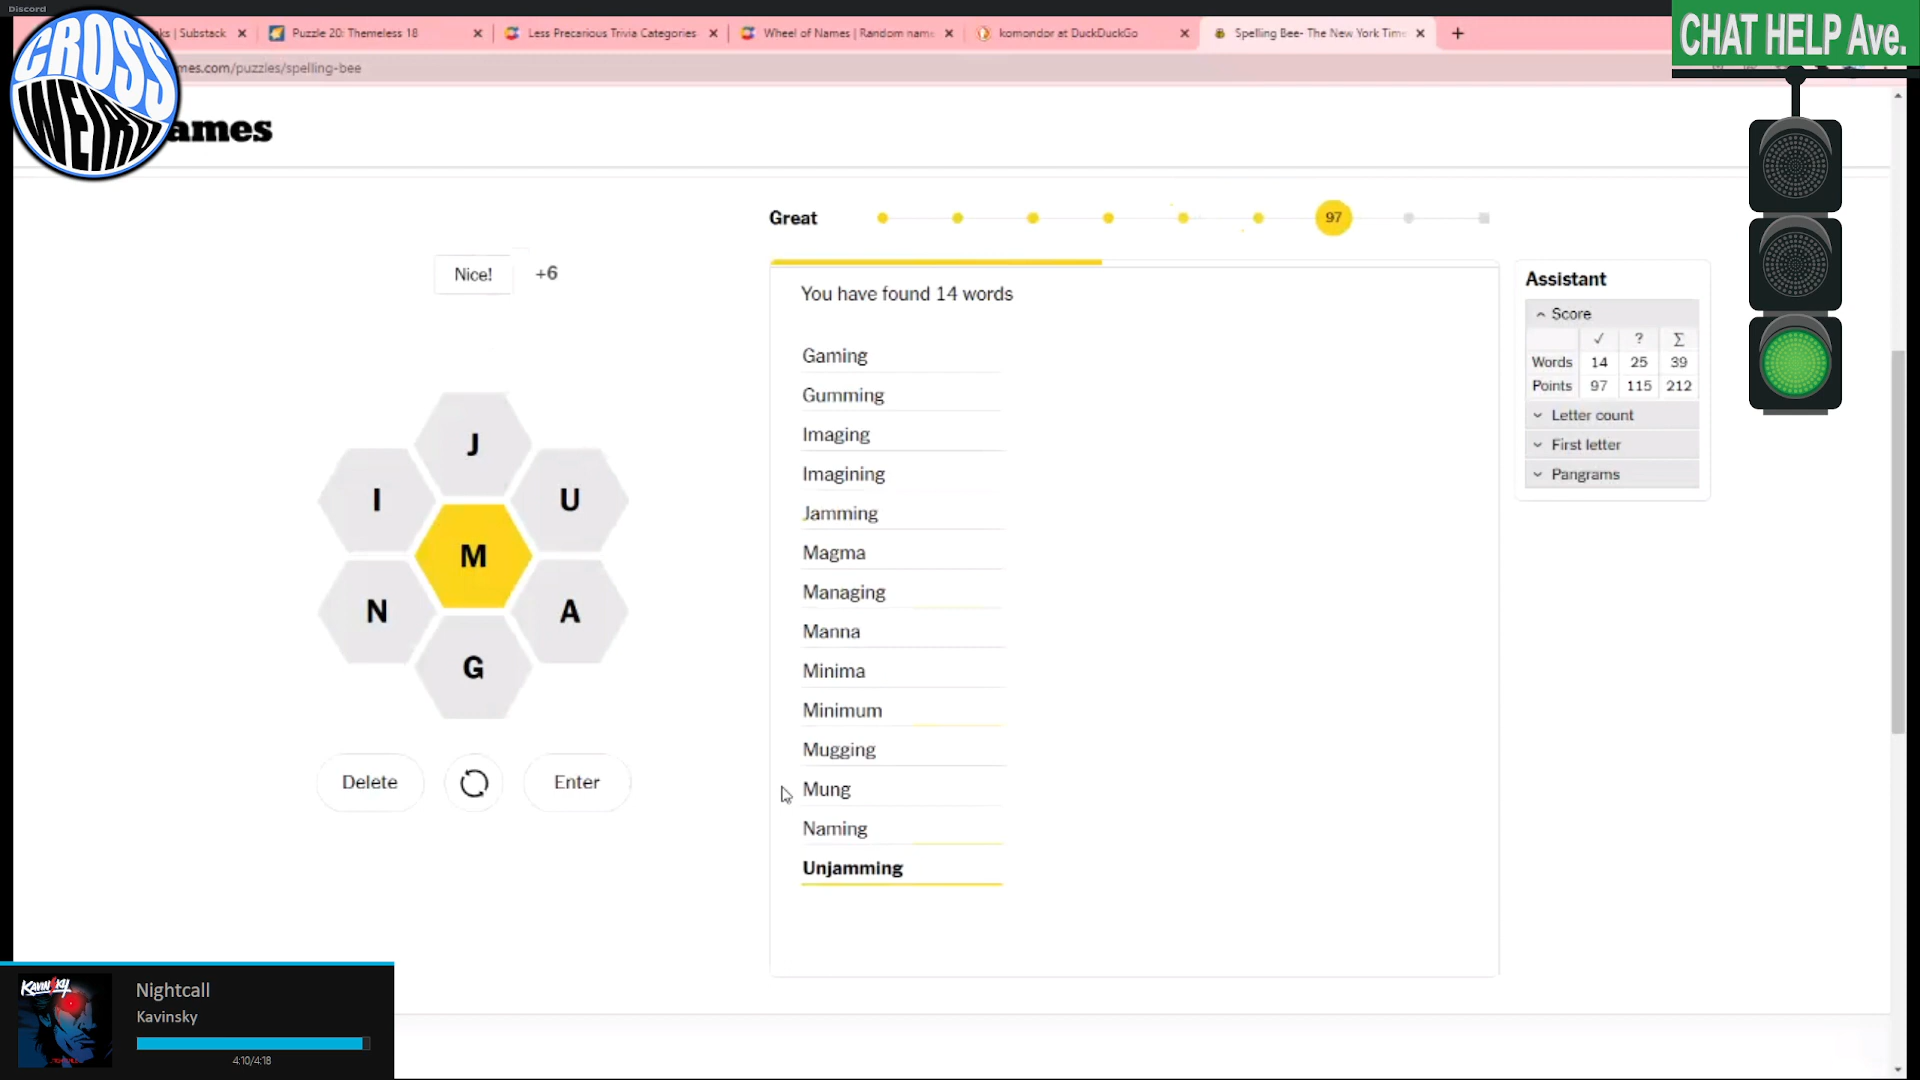 Discord
CROSS
WEIRD
ks | Substack
Puzzle 20: Themeless 18
Less Precarious Trivia Categories
Wheel of Names | Random name
komondor at DuckDuckGo
Spelling Bee- The New York Time
mes.com/puzzles/spelling-bee
CHAT HELP Ave.
ames
Great
97
Nice!
+6
You have found 14 words
Gaming
Gumming
Imaging
Imagining
Jamming
Magma
Managing
Manna
Minima
Minimum
Mugging
Mung
Naming
Unjamming
Assistant
Score
✓ ? Σ
Words 14 25 39
Points 97 115 212
Letter count
First letter
Pangrams
J
I
U
M
N
A
G
Delete
Enter
KAVINSKY
Nightcall
Kavinsky
4:10/4:18